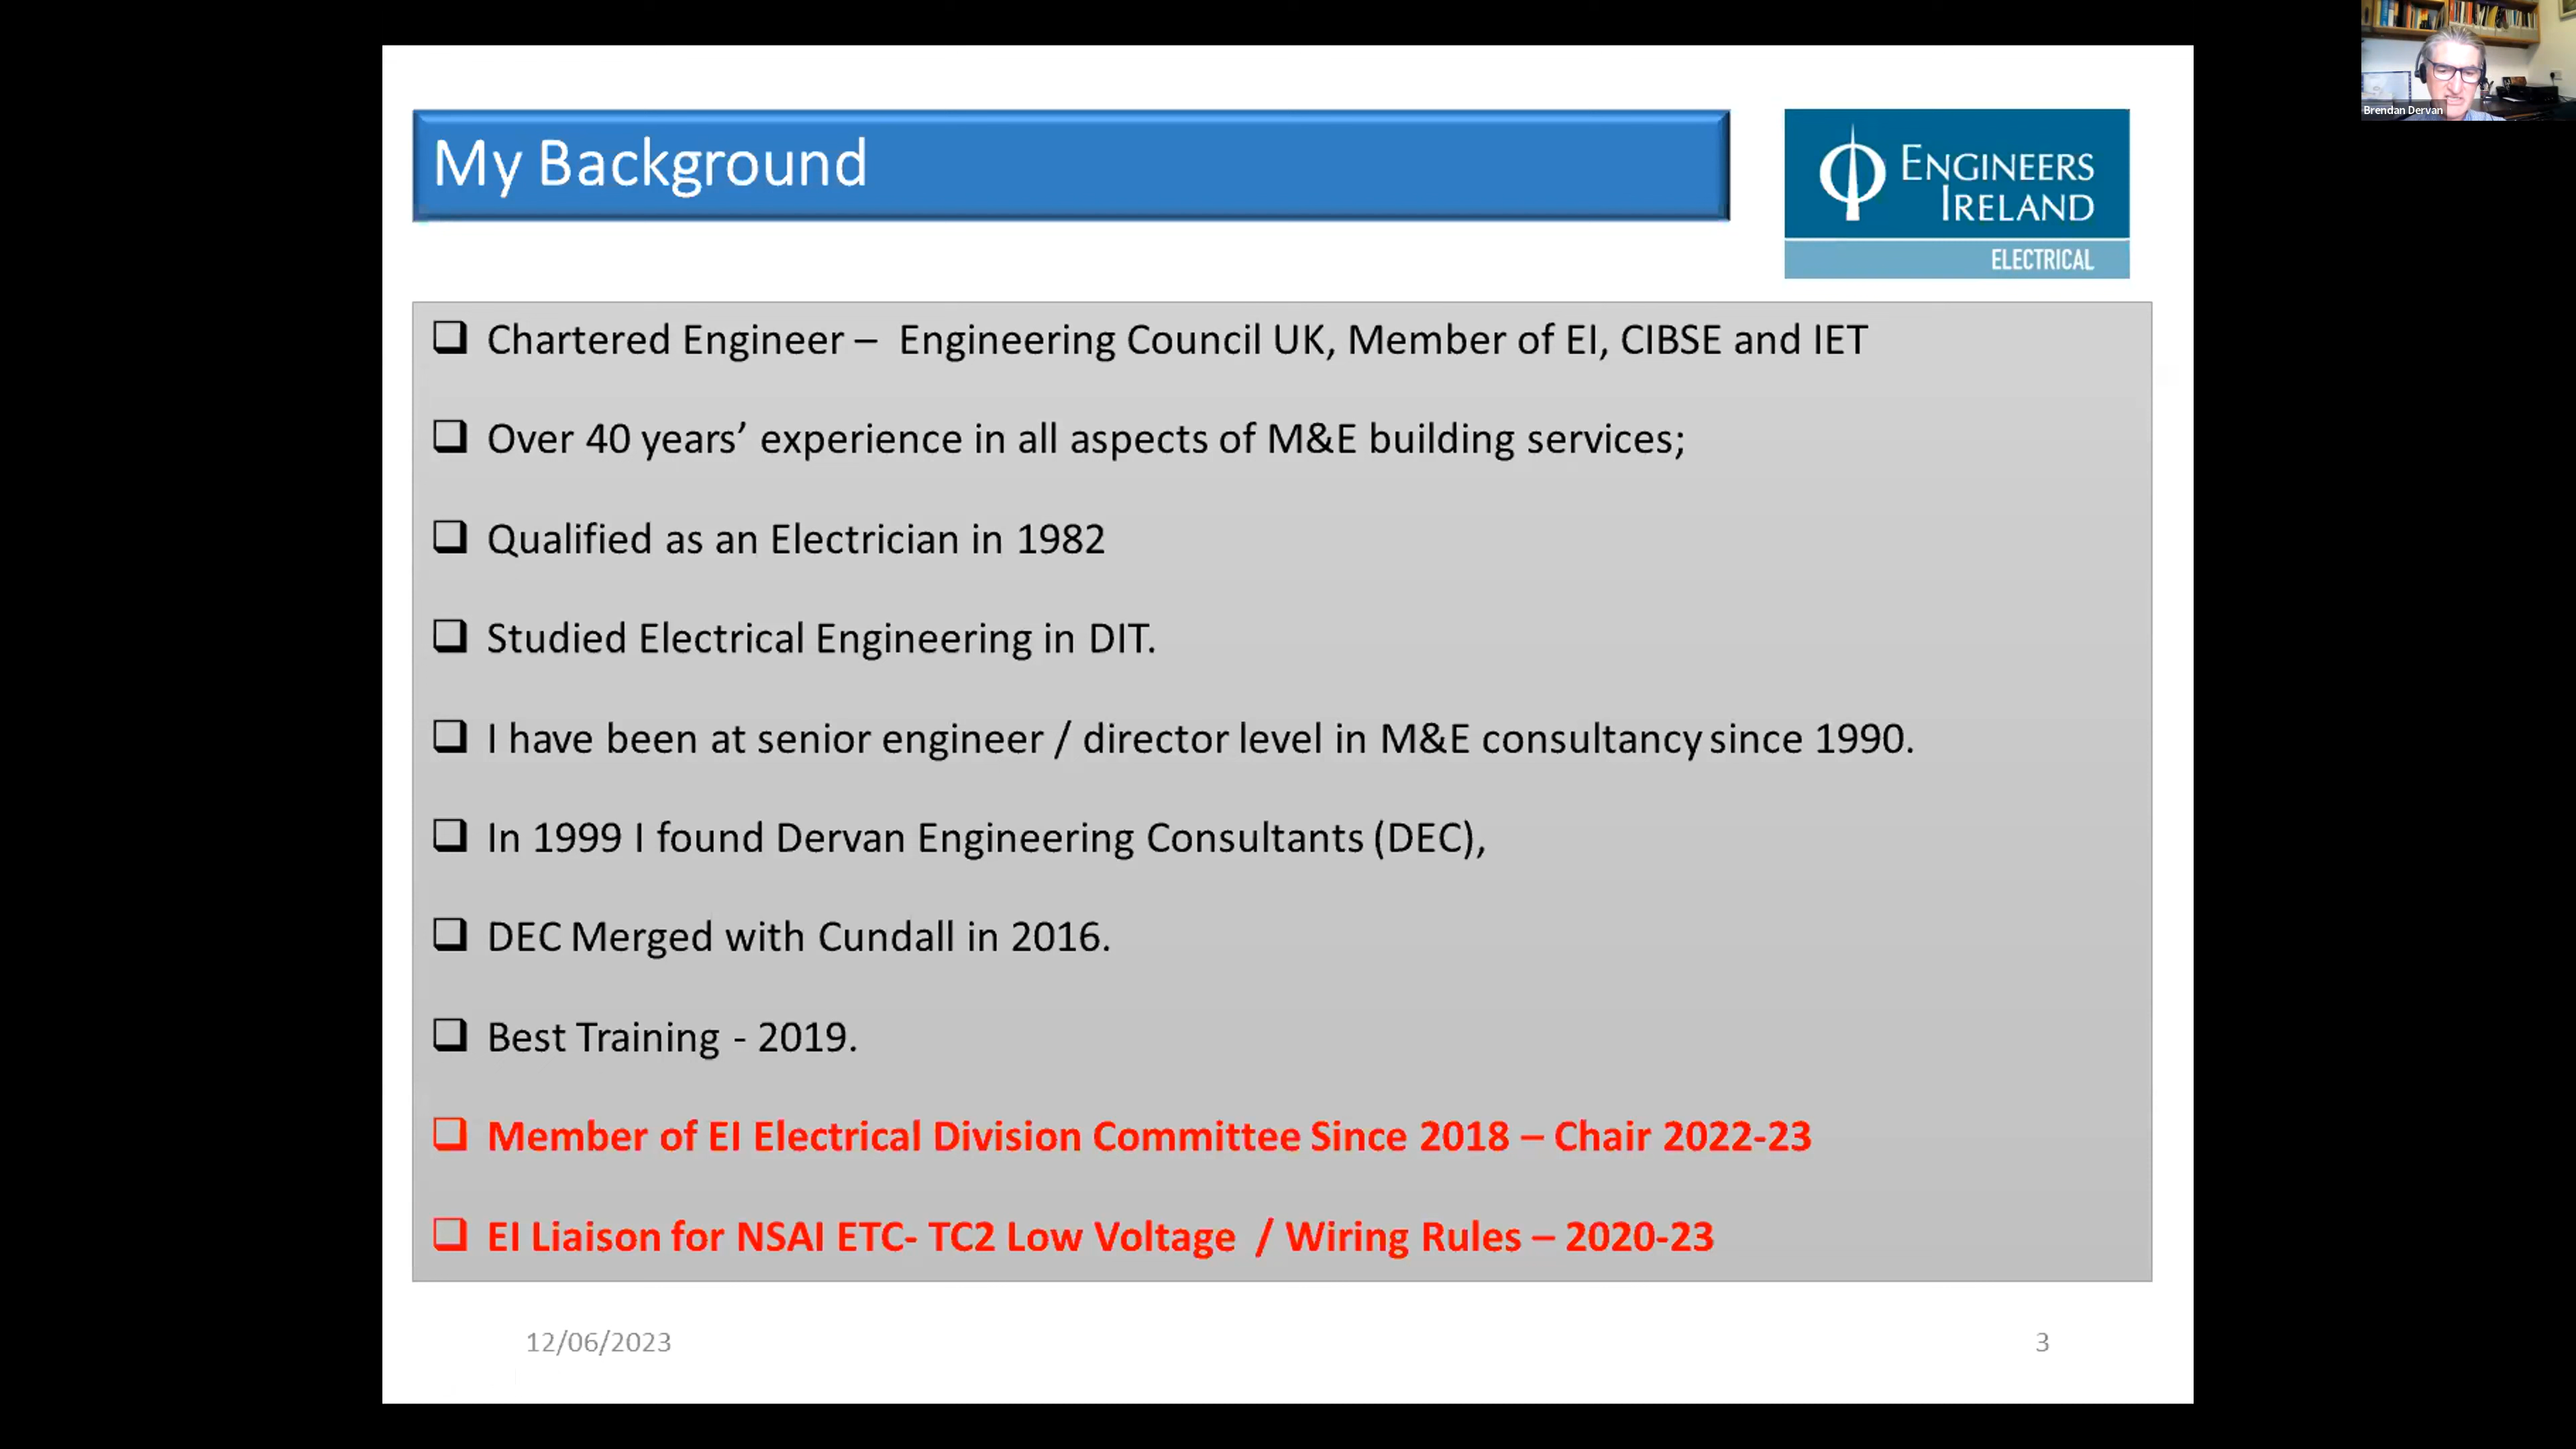 My Background
ENGINEERS
IRELAND
ELECTRICAL
Brendan Dervan
Chartered Engineer – Engineering Council UK, Member of EI, CIBSE and IET
Over 40 years’ experience in all aspects of M&E building services;
Qualified as an Electrician in 1982
Studied Electrical Engineering in DIT.
I have been at senior engineer / director level in M&E consultancy since 1990.
In 1999 I found Dervan Engineering Consultants (DEC),
DEC Merged with Cundall in 2016.
Best Training - 2019.
Member of EI Electrical Division Committee Since 2018 – Chair 2022-23
EI Liaison for NSAI ETC- TC2 Low Voltage / Wiring Rules – 2020-23
12/06/2023
3